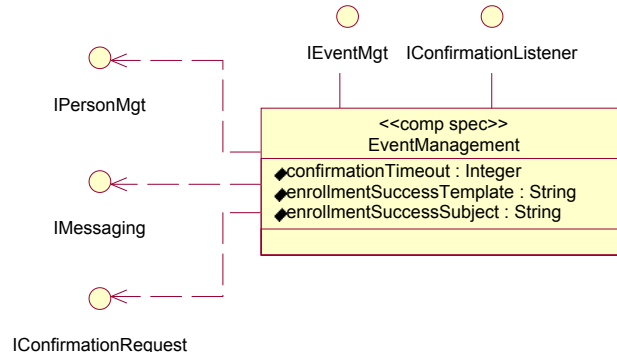 IEventMgt IConfirmationListener
IPersonMgt
<<comp spec>>
EventManagement
confirmationTimeout : Integer
enrollmentSuccessTemplate : String
enrollmentSuccessSubject : String
IMessaging
IConfirmationRequest